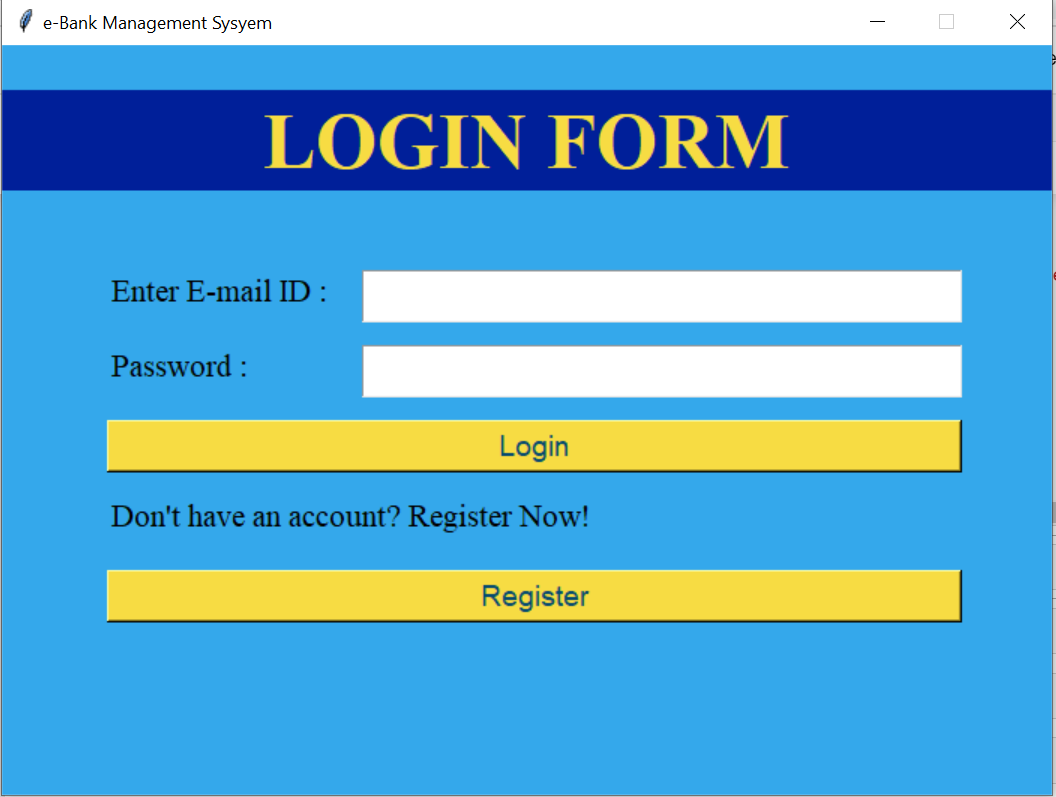 e-Bank Management Sysyem
LOGIN FORM
Enter E-mail ID :
Password :
Login
Don't have an account? Register Now!
Register